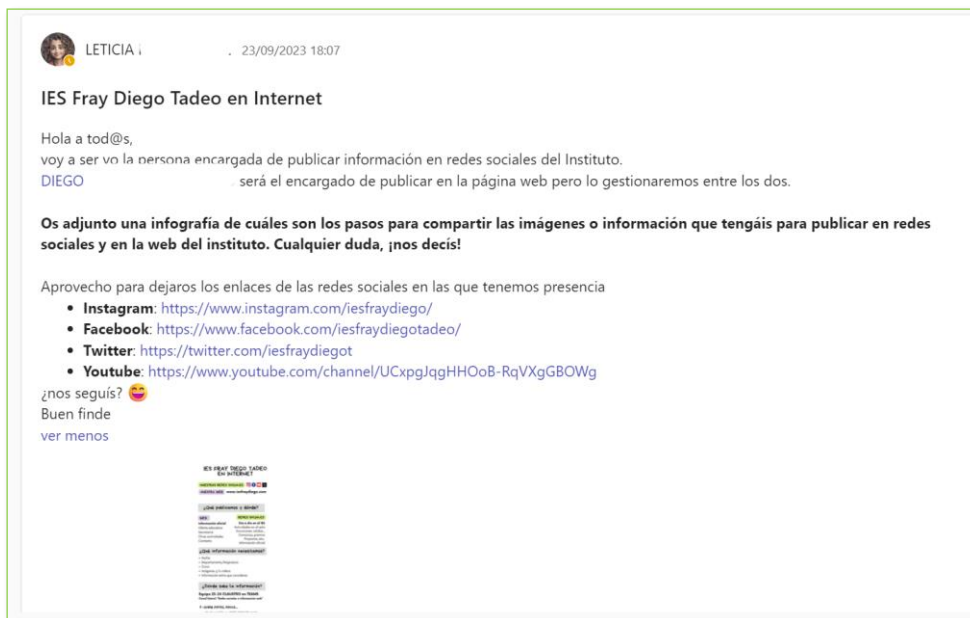 LETICIA
23/09/2023 18:07
IES Fray Diego Tadeo en Internet
Hola a tod@s,
voy a ser yo la persona encargada de publicar información en redes sociales del Instituto.
DIEGO será el encargado de publicar en la página web pero lo gestionaremos entre los dos.
Os adjunto una infografía de cuáles son los pasos para compartir las imágenes o información que tengáis para publicar en redes
sociales y en la web del instituto. Cualquier duda, ¡nos decís!
Aprovecho para dejaros los enlaces de las redes sociales en las que tenemos presencia
• Instagram: https://www.instagram.com/iesfraydiego/
• Facebook: https://www.facebook.com/iesfraydiegotadeo/
• Twitter: https://twitter.com/iesfraydiegot
• Youtube: https://www.youtube.com/channel/UCxpgJqgHHOoB-RqVXgGBOWg
¿nos seguís? 😄
Buen finde
ver menos
IES FRAY DIEGO TADEO
EN INTERNET
¿Qué información necesitamos?